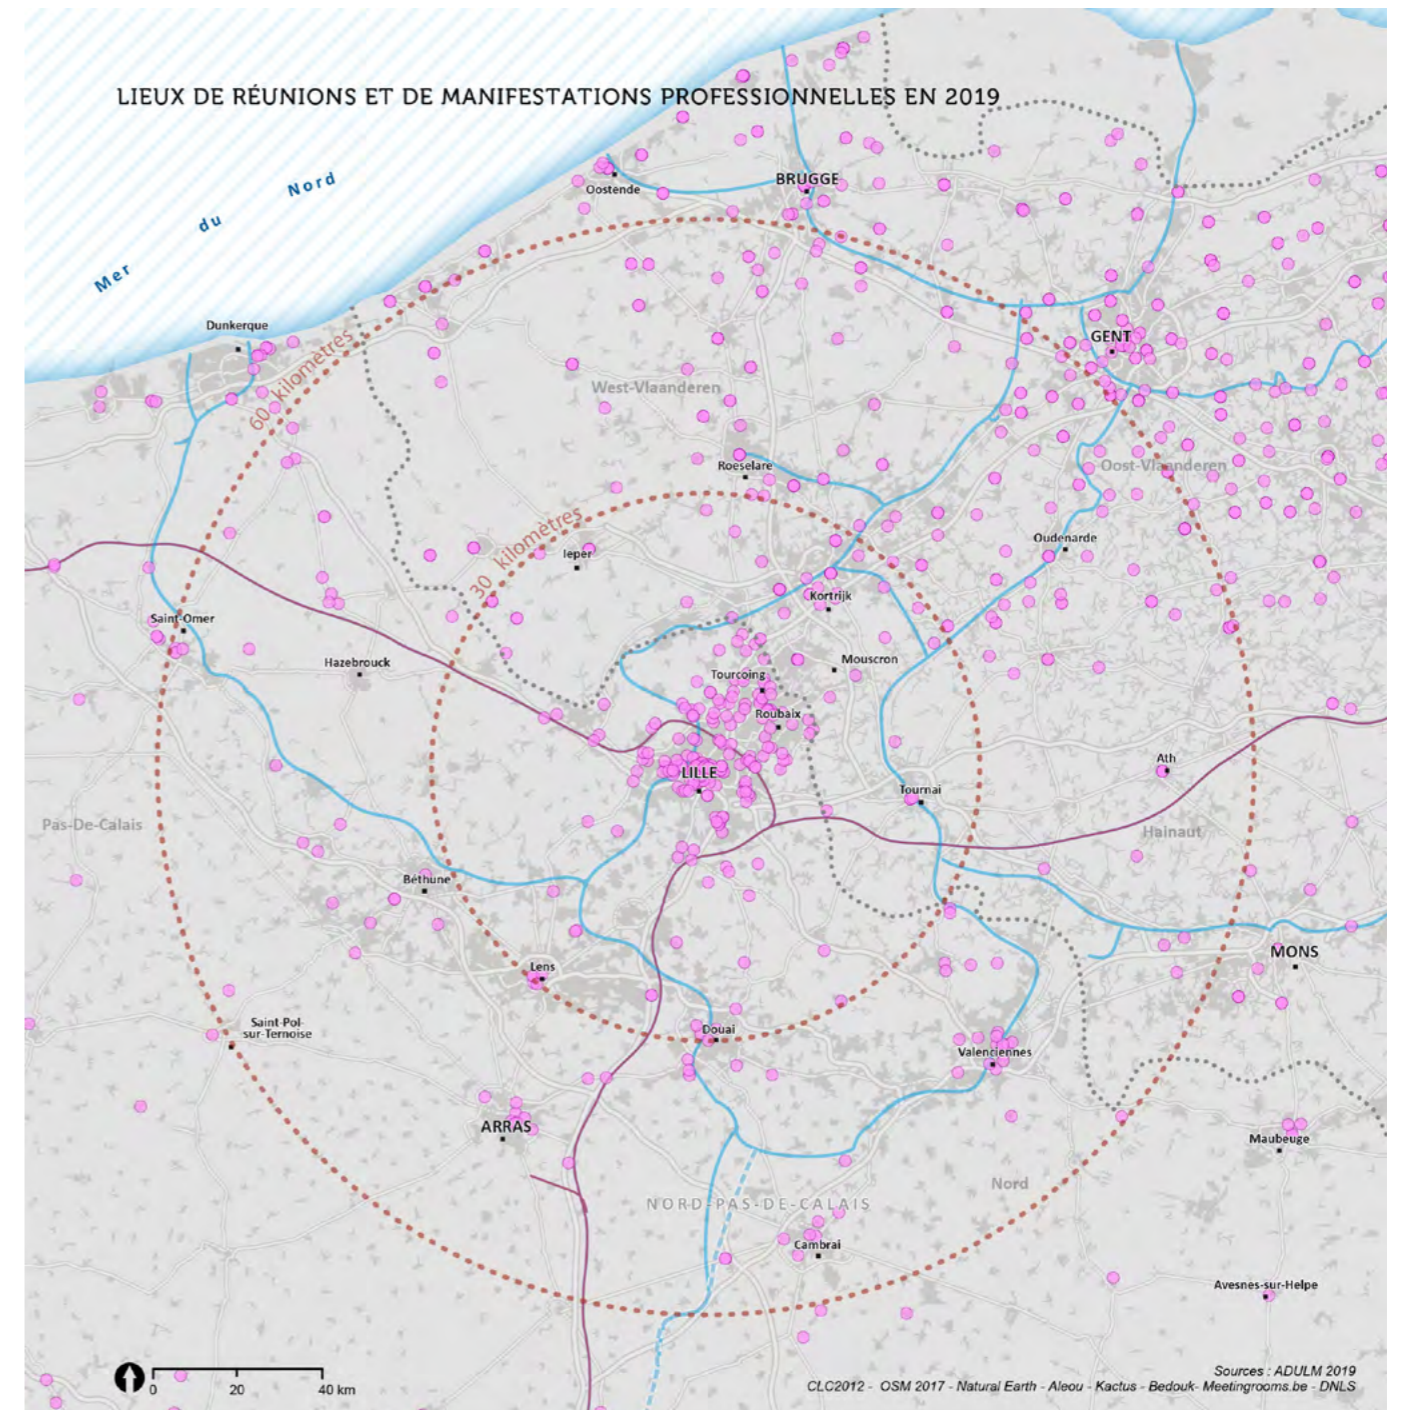 LIEUX DE RÉUNIONS ET DE MANIFESTATIONS PROFESSIONNELLES EN 2019
Mer du Nord
BRUGGE
Oostende
Dunkerque
60 kilomètres
GENT
West-Vlaanderen
Roeselare
Oost-Vlaanderen
30 kilomètres
Ieper
Oudenarde
Kortrijk
Saint-Omer
Hazebrouck
Mouscron
Tourcoing
Roubaix
LILLE
Ath
Tournai
Pas-De-Calais
Hainaut
Béthune
MONS
Lens
Saint-Pol-
sur-Ternoise
Douai
Valenciennes
ARRAS
Maubeuge
Nord
NORD-PAS-DE-CALAIS
Cambrai
Avesnes-sur-Helpe
0 20 40 km
Sources : ADULM 2019
CLC2012 - OSM 2017 - Natural Earth - Aleou - Kactus - Bedouk- Meetingrooms.be - DNLS